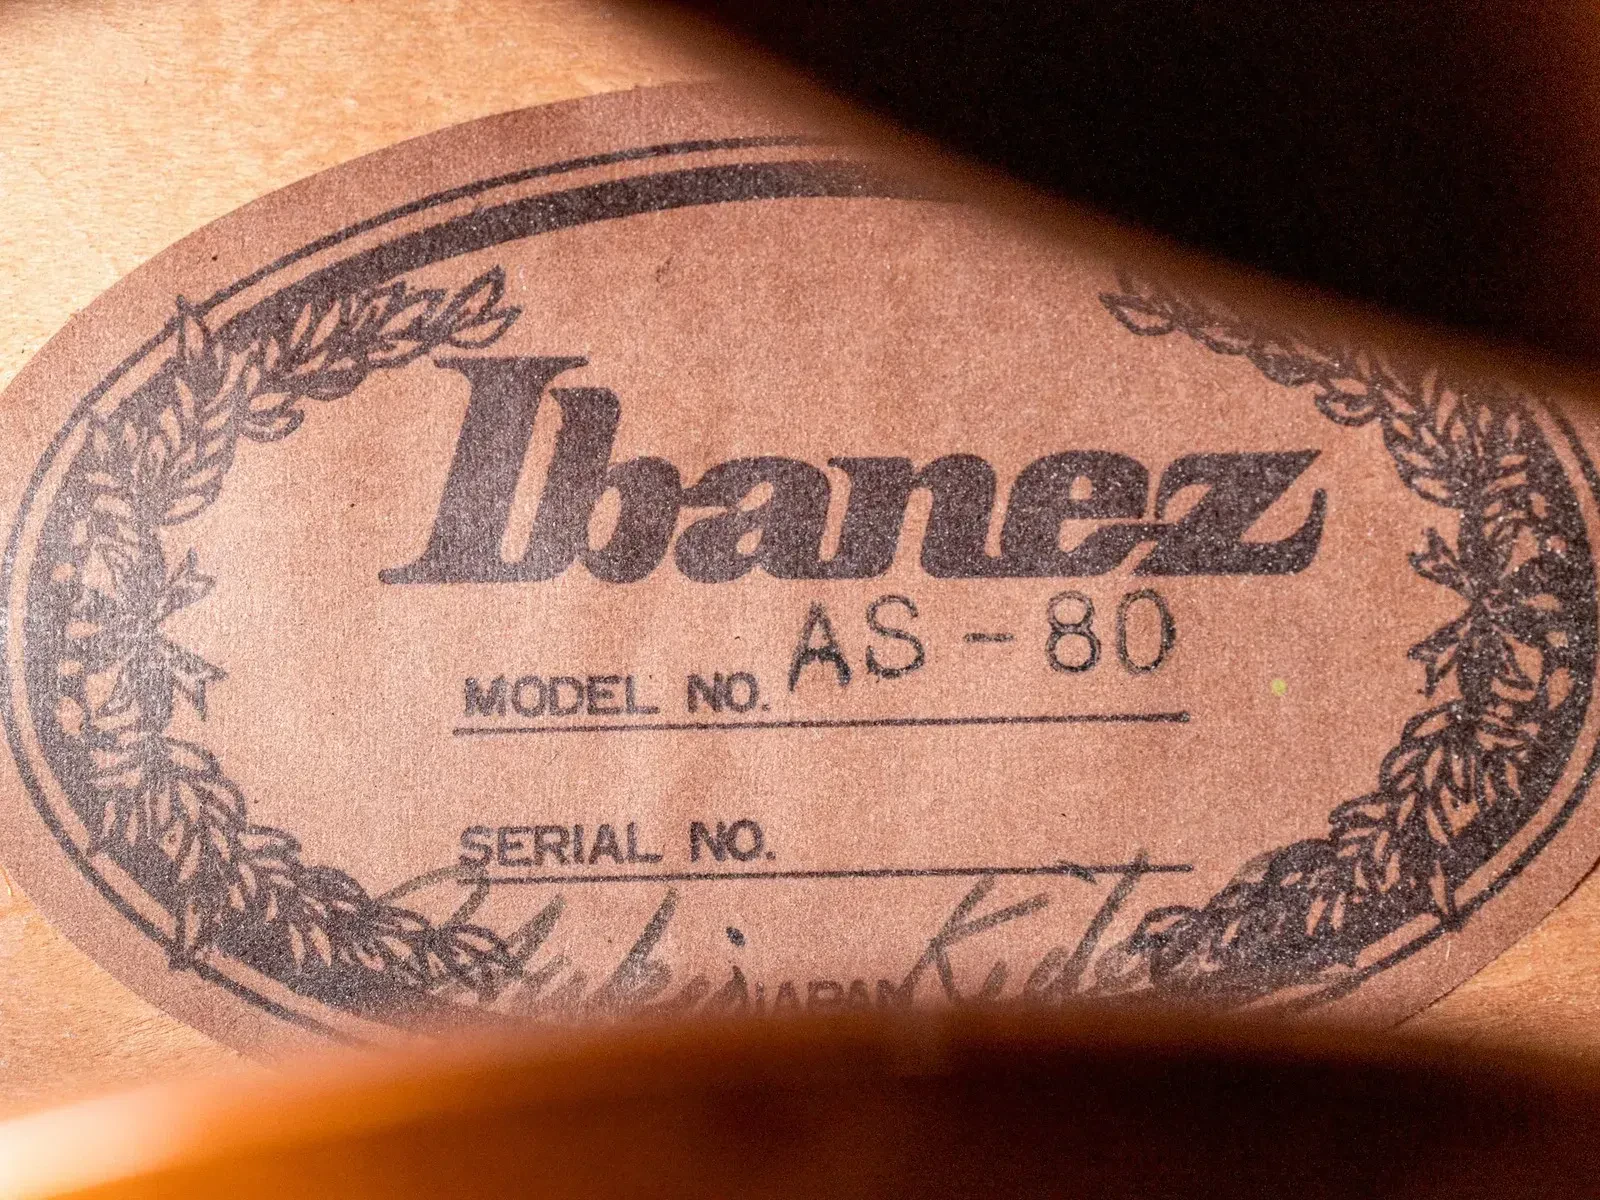 Ibanez
MODEL NO. AS-80
SERIAL NO.
JAPAN